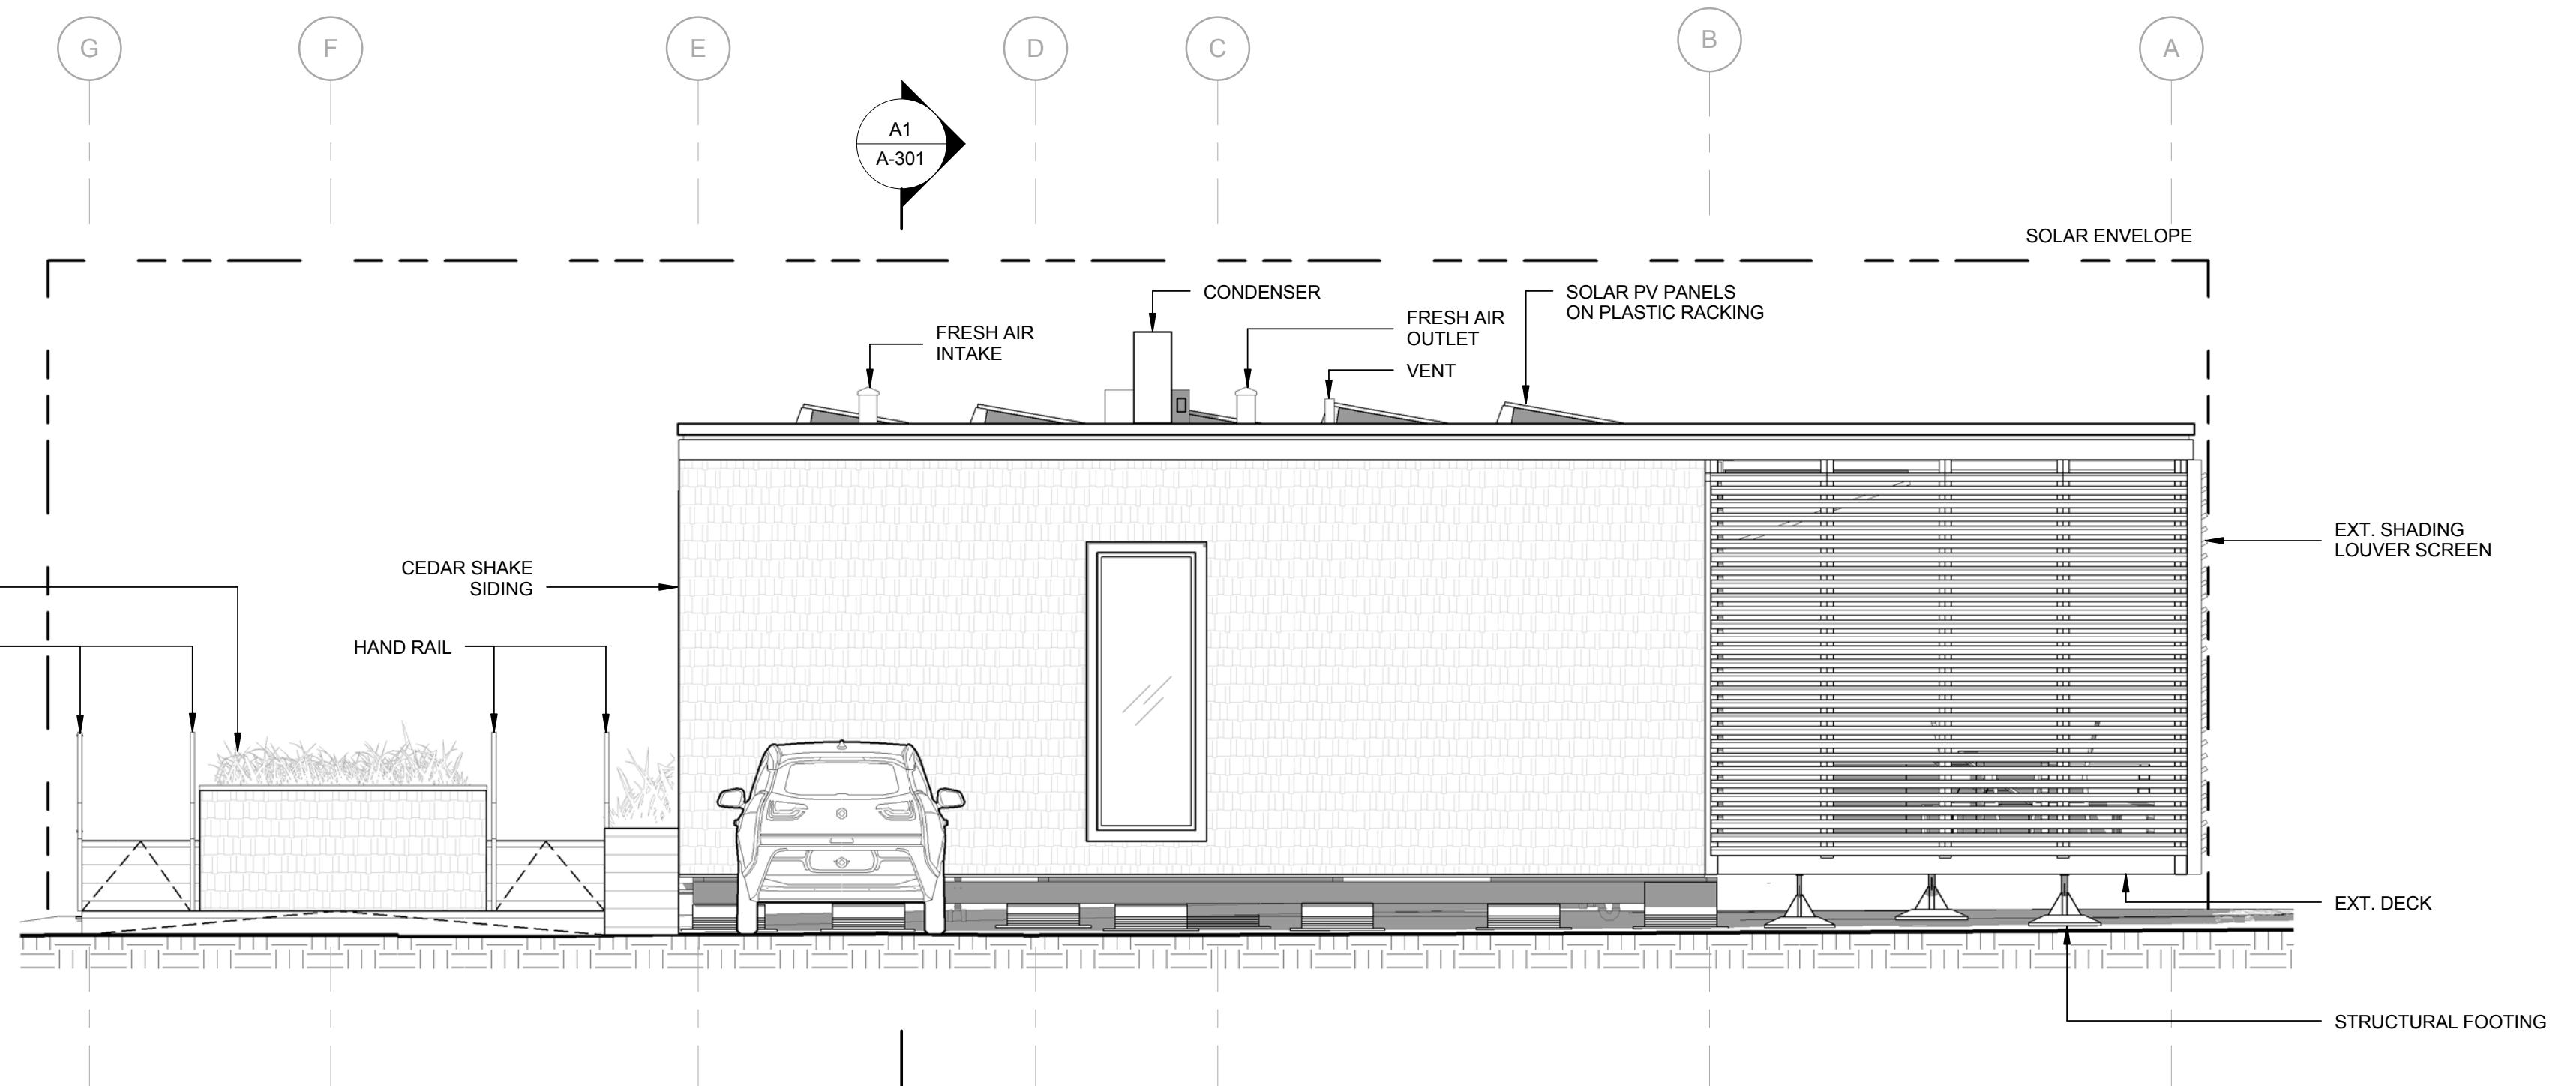 G
F
E
D
C
B
A
A1
A-301
SOLAR ENVELOPE
CONDENSER
SOLAR PV PANELS
ON PLASTIC RACKING
FRESH AIR
INTAKE
FRESH AIR
OUTLET
VENT
CEDAR SHAKE
SIDING
EXT. SHADING
LOUVER SCREEN
HAND RAIL
EXT. DECK
STRUCTURAL FOOTING